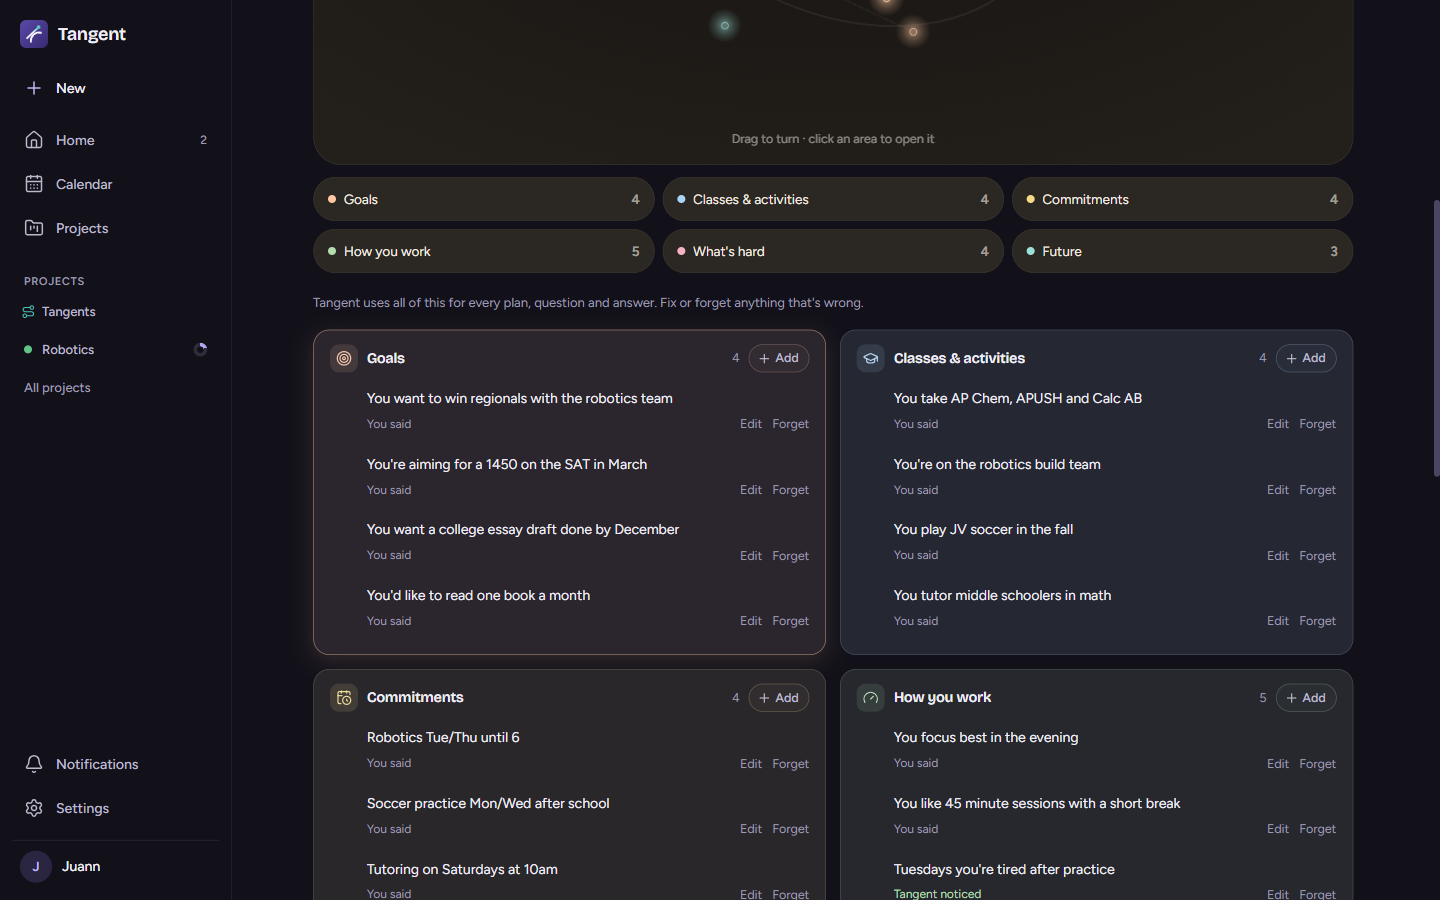 Tangent
New
Home 2
Calendar
Projects
PROJECTS
Tangents
Robotics
All projects
Notifications
Settings
J Juann
Drag to turn · click an area to open it
Goals 4
Classes & activities 4
Commitments 4
How you work 5
What's hard 4
Future 3
Tangent uses all of this for every plan, question and answer. Fix or forget anything that's wrong.
Goals 4 + Add
You want to win regionals with the robotics team
You said Edit Forget
You're aiming for a 1450 on the SAT in March
You said Edit Forget
You want a college essay draft done by December
You said Edit Forget
You'd like to read one book a month
You said Edit Forget
Classes & activities 4 + Add
You take AP Chem, APUSH and Calc AB
You said Edit Forget
You're on the robotics build team
You said Edit Forget
You play JV soccer in the fall
You said Edit Forget
You tutor middle schoolers in math
You said Edit Forget
Commitments 4 + Add
Robotics Tue/Thu until 6
You said Edit Forget
Soccer practice Mon/Wed after school
You said Edit Forget
Tutoring on Saturdays at 10am
You said Edit Forget
How you work 5 + Add
You focus best in the evening
You said Edit Forget
You like 45 minute sessions with a short break
You said Edit Forget
Tuesdays you're tired after practice
Tangent noticed Edit Forget